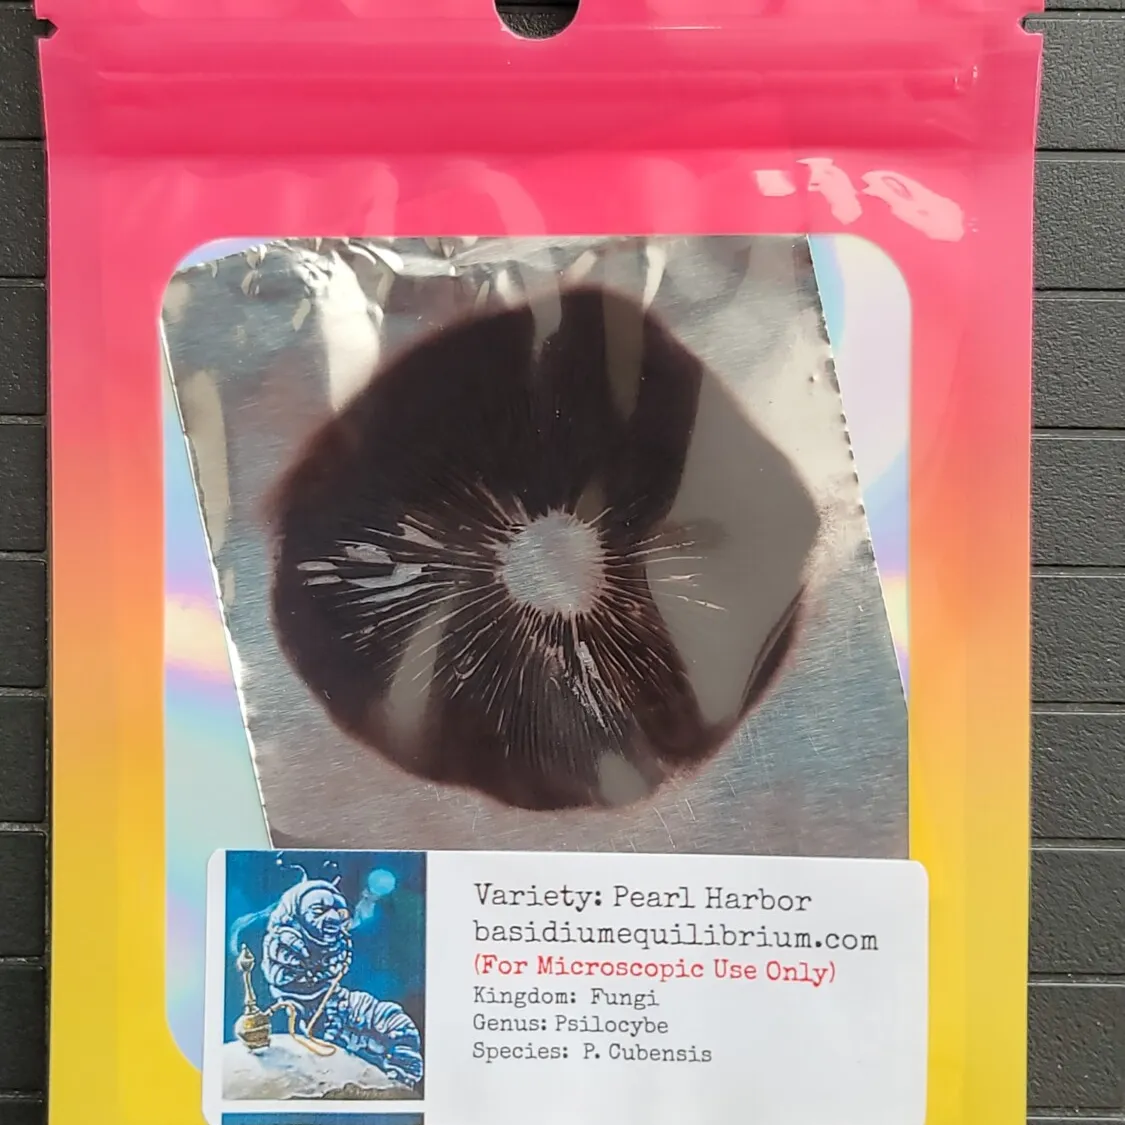 Variety: Pearl Harbor
basidiumequilibrium.com
(For Microscopic Use Only)
Kingdom: Fungi
Genus: Psilocybe
Species: P. Cubensis